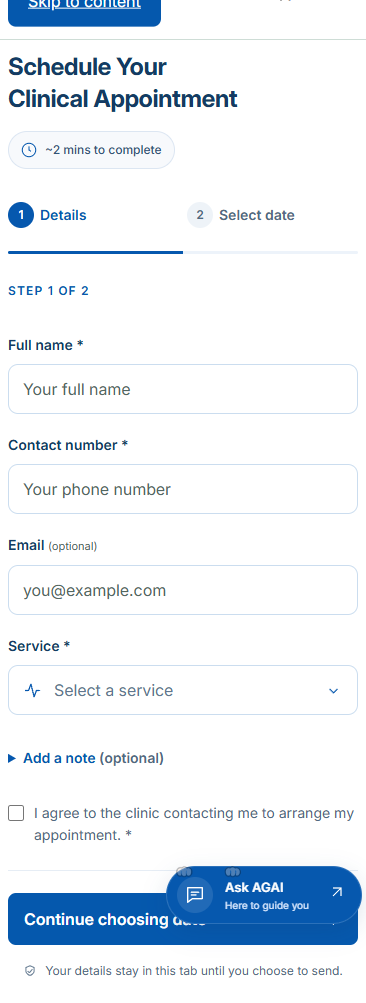 Skip to content
Schedule Your
Clinical Appointment
~2 mins to complete
1 Details
2 Select date
STEP 1 OF 2
Full name *
Your full name
Contact number *
Your phone number
Email (optional)
you@example.com
Service *
Select a service
Add a note (optional)
I agree to the clinic contacting me to arrange my
appointment. *
Ask AGAI
Here to guide you
Continue choosing
Your details stay in this tab until you choose to send.